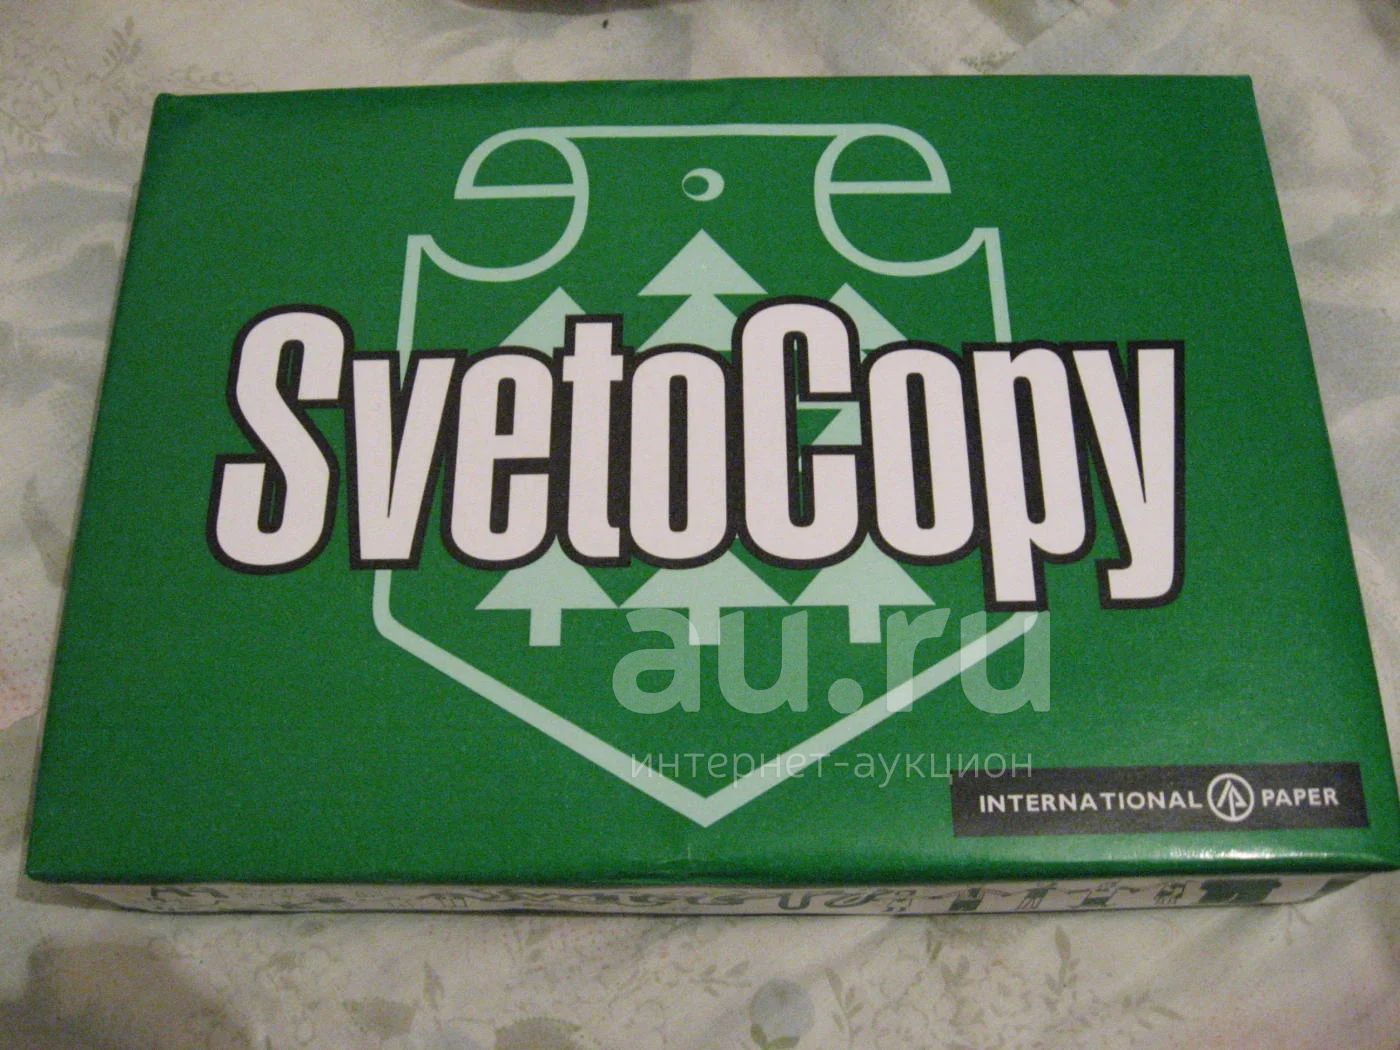 SvetoCopy
au.ru
интернет-аукцион
INTERNATIONAL PAPER